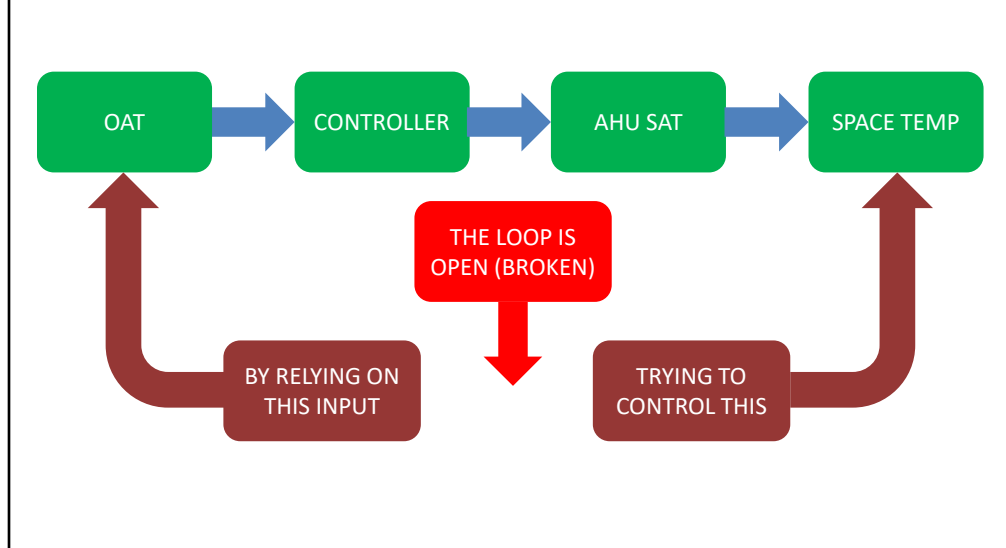 OAT
CONTROLLER
AHU SAT
SPACE TEMP
THE LOOP IS
OPEN (BROKEN)
BY RELYING ON
THIS INPUT
TRYING TO
CONTROL THIS